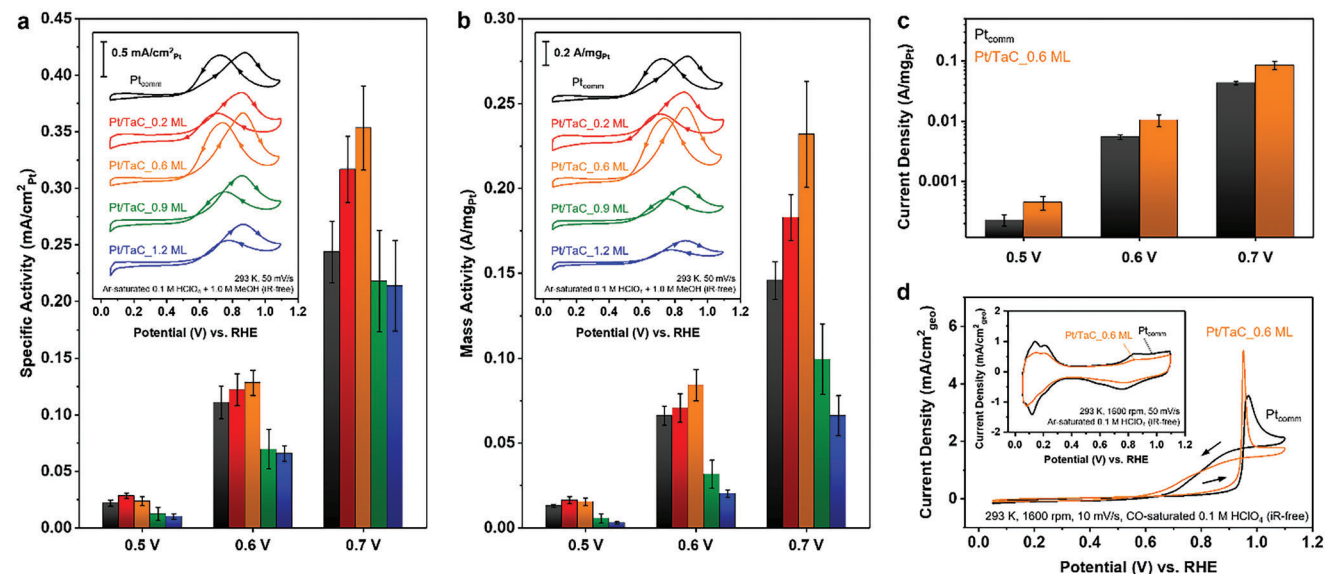 a
Specific Activity (mA/cm²Pt)
0.45
0.40
0.35
0.30
0.25
0.20
0.15
0.10
0.05
0.00
0.5 V
0.6 V
0.7 V
0.5 mA/cm²Pt
Ptcomm
Pt/TaC_0.2 ML
Pt/TaC_0.6 ML
Pt/TaC_0.9 ML
Pt/TaC_1.2 ML
293 K, 50 mV/s
Ar-saturated 0.1 M HClO4 + 1.0 M MeOH (iR-free)
0.0 0.2 0.4 0.6 0.8 1.0 1.2
Potential (V) vs. RHE
b
Mass Activity (A/mgPt)
0.30
0.25
0.20
0.15
0.10
0.05
0.00
0.5 V
0.6 V
0.7 V
0.2 A/mgPt
Ptcomm
Pt/TaC_0.2 ML
Pt/TaC_0.6 ML
Pt/TaC_0.9 ML
Pt/TaC_1.2 ML
293 K, 50 mV/s
Ar-saturated 0.1 M HClO4 + 1.0 M MeOH (iR-free)
0.0 0.2 0.4 0.6 0.8 1.0 1.2
Potential (V) vs. RHE
c
Current Density (A/mgPt)
0.1
0.01
0.001
Ptcomm
Pt/TaC_0.6 ML
0.5 V
0.6 V
0.7 V
d
Current Density (mA/cm²geo)
6
4
2
0
Pt/TaC_0.6 ML
Ptcomm
Current Density (mA/cm²geo)
2
1
0
-1
-2
Pt/TaC_0.6 ML
Ptcomm
293 K, 1600 rpm, 50 mV/s
Ar-saturated 0.1 M HClO4 (iR-free)
0.0 0.2 0.4 0.6 0.8 1.0 1.2
Potential (V) vs. RHE
293 K, 1600 rpm, 10 mV/s, CO-saturated 0.1 M HClO4 (iR-free)
0.0 0.1 0.2 0.3 0.4 0.5 0.6 0.7 0.8 0.9 1.0 1.1 1.2
Potential (V) vs. RHE